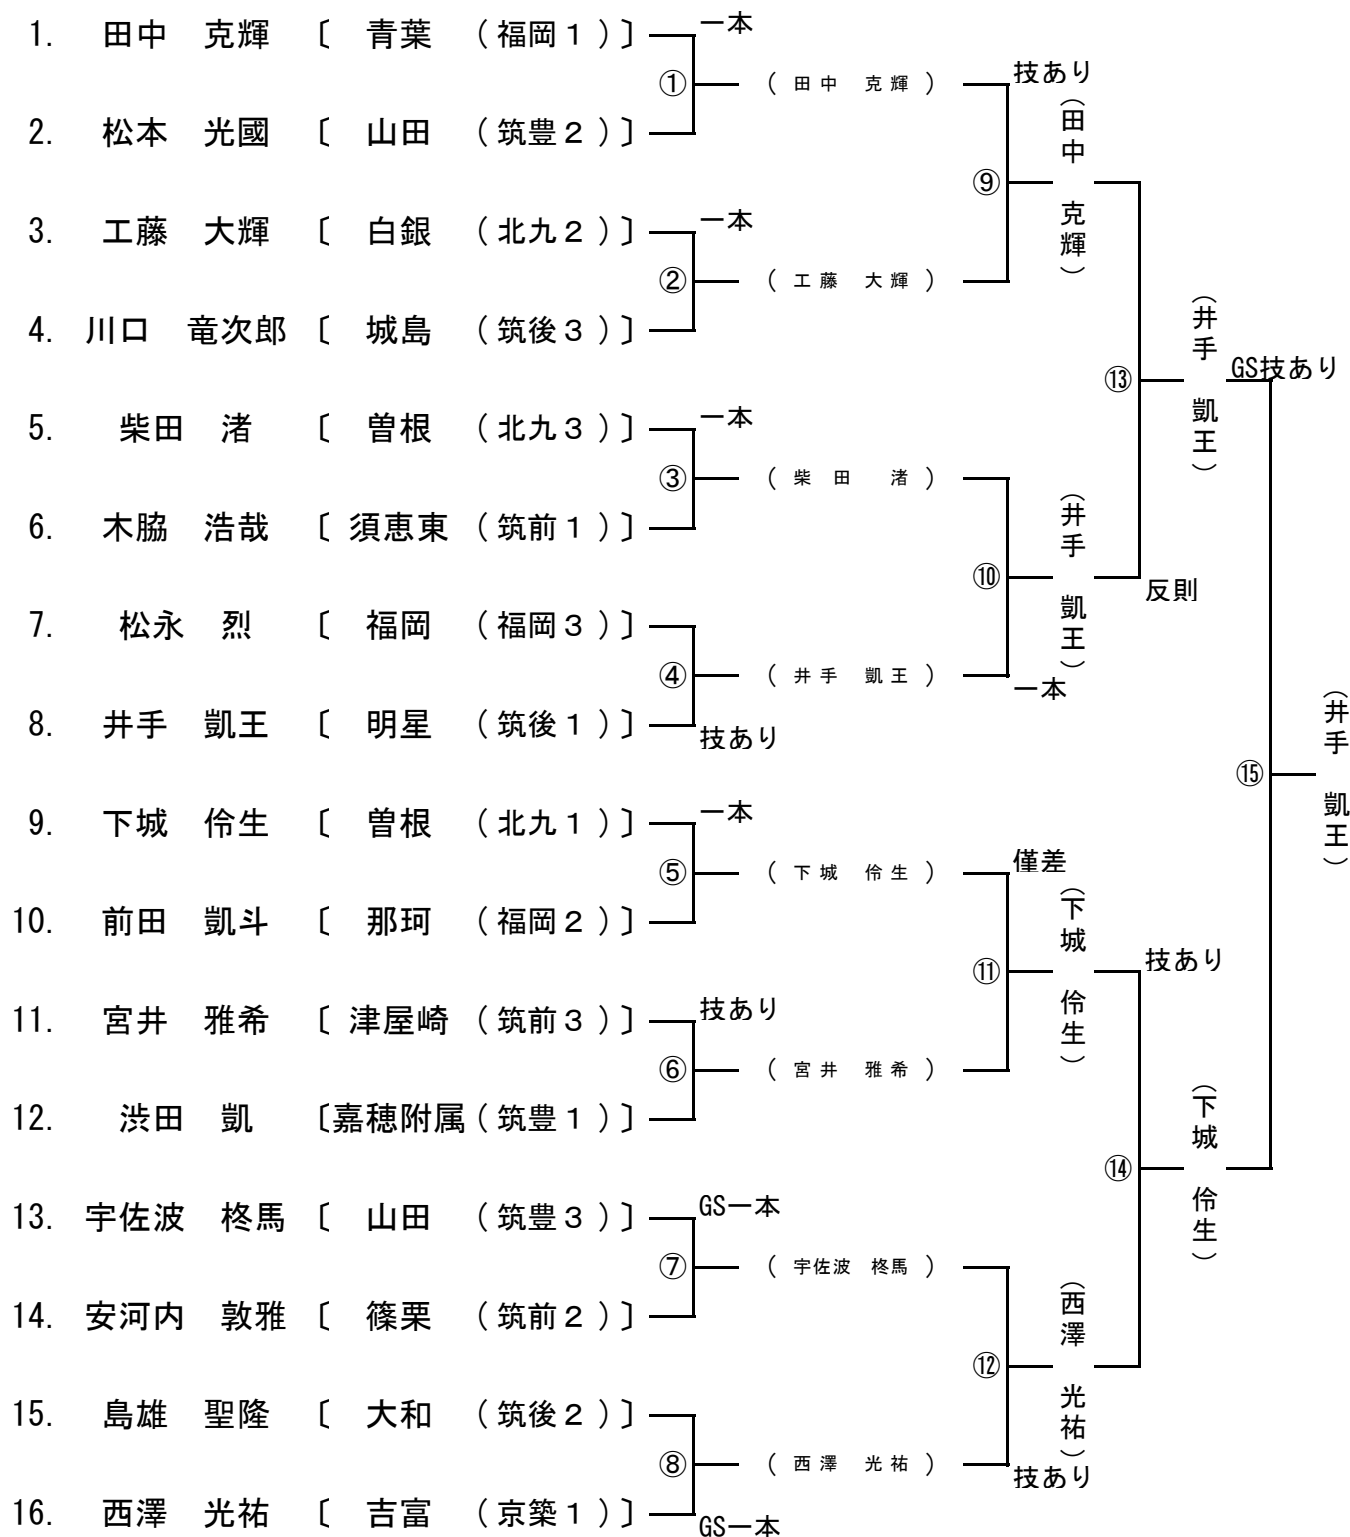 1. 田中 克輝 〔 青葉 (福岡1)〕 一本
① (田中 克輝) 技あり
2. 松本 光國 〔 山田 (筑豊2)〕
⑨ (田中 克輝)
3. 工藤 大輝 〔 白銀 (北九2)〕 一本
② (工藤 大輝)
4. 川口 竜次郎 〔 城島 (筑後3)〕
⑬ (井手 凱王) GS技あり
5. 柴田 渚 〔 曽根 (北九3)〕 一本
③ (柴田 渚)
6. 木脇 浩哉 〔 須恵東 (筑前1)〕
⑩ (井手 凱王) 反則
7. 松永 烈 〔 福岡 (福岡3)〕
④ (井手 凱王) 一本
8. 井手 凱王 〔 明星 (筑後1)〕 技あり
⑮ (井手 凱王)
9. 下城 伶生 〔 曽根 (北九1)〕 一本
⑤ (下城 伶生) 僅差
10. 前田 凱斗 〔 那珂 (福岡2)〕
⑪ (下城 伶生) 技あり
11. 宮井 雅希 〔 津屋崎 (筑前3)〕 技あり
⑥ (宮井 雅希)
12. 渋田 凱 〔嘉穂附属 (筑豊1)〕
⑭ (下城 伶生)
13. 宇佐波 柊馬 〔 山田 (筑豊3)〕 GS一本
⑦ (宇佐波 柊馬)
14. 安河内 敦雅 〔 篠栗 (筑前2)〕
⑫ (西澤 光祐)
15. 島雄 聖隆 〔 大和 (筑後2)〕
⑧ (西澤 光祐) 技あり
16. 西澤 光祐 〔 吉富 (京築1)〕 GS一本